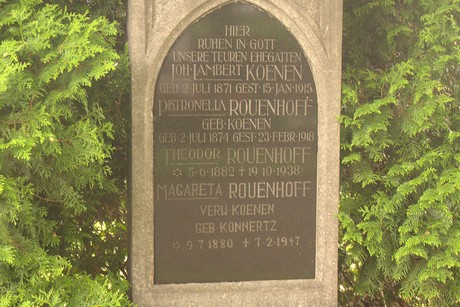 HIER
RUHEN IN GOTT
UNSERE TEUREN EHEGATTEN
JOH·LAMBERT KOENEN
GEB·2·JULI 1871 GEST·15·JAN·1915
PETRONELLA ROUENHOFF
GEB·KOENEN
GEB·2·JULI 1874 GEST·23·FEBR·1918
THEODOR ROUENHOFF
✩ 5·6·1882 + 19·10·1938·
MAGARETA ROUENHOFF
VERW KOENEN
GEB KÖNNERTZ
✩ 9·7·1880 + 7·2·1947